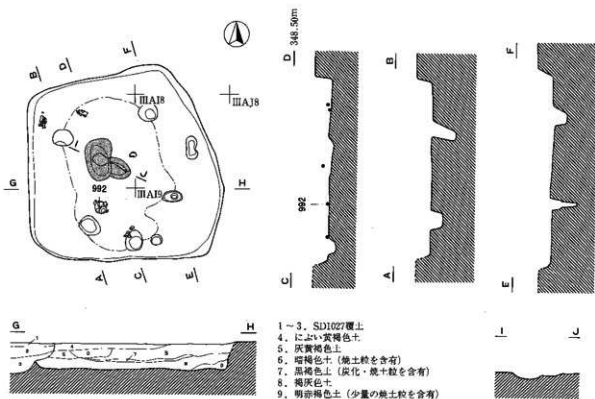 F
D
B
ⅢAI8
ⅢAJ8
G
H
992
ⅢAI9
A
C
E
D
348.50m
992
C
B
A
F
E
G
H
I
J
1~3. SD1027覆土
4. にぶい黄褐色土
5. 灰黄褐色土
6. 暗褐色土 (焼土粒を含有)
7. 黒褐色土 (炭化・焼土粒を含有)
8. 褐灰色土
9. 明赤褐色土 (少量の焼土粒を含有)